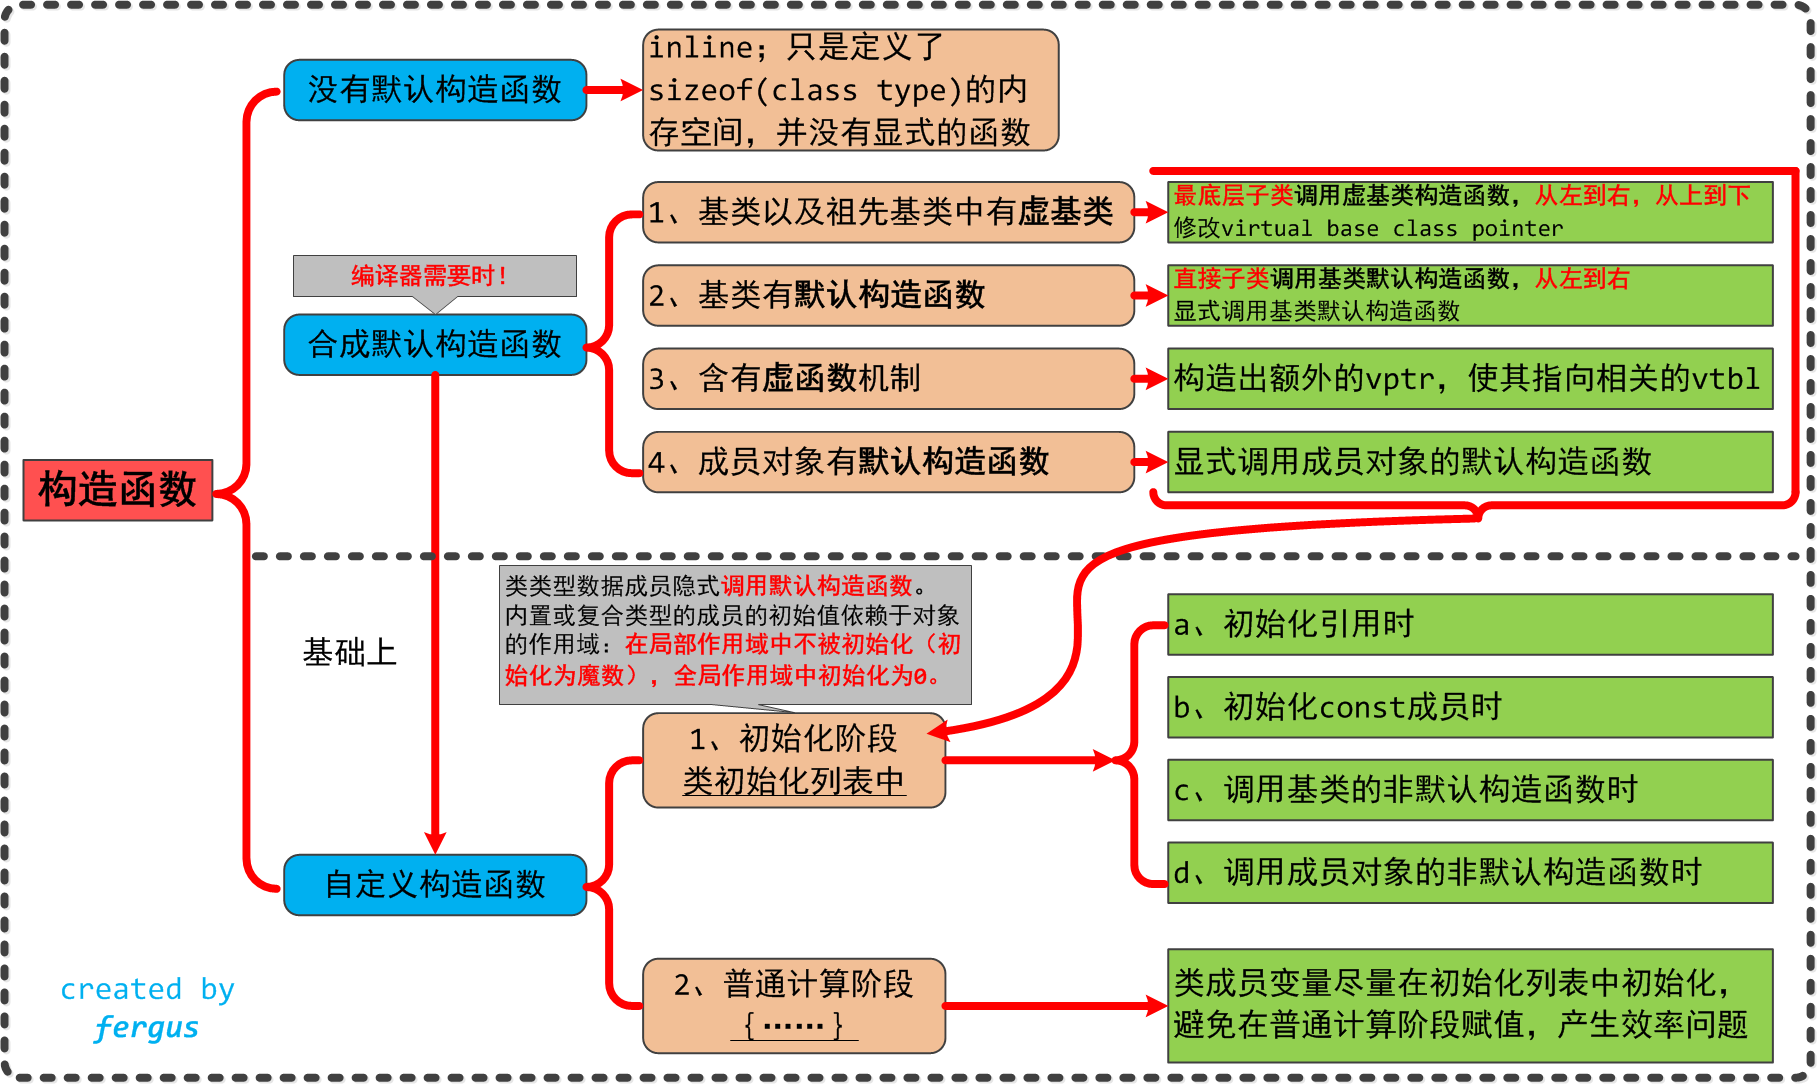 没有默认构造函数
inline；只是定义了
sizeof(class type)的内
存空间，并没有显式的函数
1、基类以及祖先基类中有虚基类
最底层子类调用虚基类构造函数，从左到右，从上到下
修改virtual base class pointer
编译器需要时！
合成默认构造函数
2、基类有默认构造函数
直接子类调用基类默认构造函数，从左到右
显式调用基类默认构造函数
3、含有虚函数机制
构造出额外的vptr，使其指向相关的vtbl
4、成员对象有默认构造函数
显式调用成员对象的默认构造函数
构造函数
类类型数据成员隐式调用默认构造函数。
内置或复合类型的成员的初始值依赖于对象
的作用域：在局部作用域中不被初始化（初
始化为魔数），全局作用域中初始化为0。
基础上
1、初始化阶段
类初始化列表中
a、初始化引用时
b、初始化const成员时
c、调用基类的非默认构造函数时
d、调用成员对象的非默认构造函数时
自定义构造函数
2、普通计算阶段
{……}
类成员变量尽量在初始化列表中初始化，
避免在普通计算阶段赋值，产生效率问题
created by
fergus